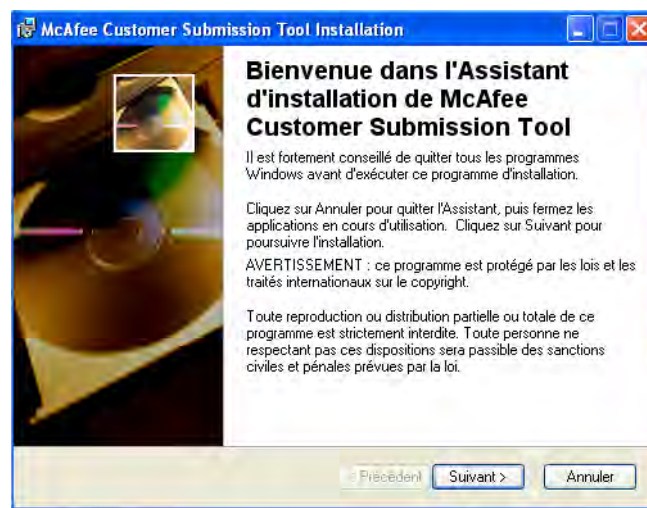 McAfee Customer Submission Tool Installation
Bienvenue dans l'Assistant
d'installation de McAfee
Customer Submission Tool
Il est fortement conseillé de quitter tous les programmes
Windows avant d'exécuter ce programme d'installation.
Cliquez sur Annuler pour quitter l'Assistant, puis fermez les
applications en cours d'utilisation. Cliquez sur Suivant pour
poursuivre l'installation.
AVERTISSEMENT : ce programme est protégé par les lois et les
traités internationaux sur le copyright.
Toute reproduction ou distribution partielle ou totale de ce
programme est strictement interdite. Toute personne ne
respectant pas ces dispositions sera passible des sanctions
civiles et pénales prévues par la loi.
< Précédent Suivant > Annuler